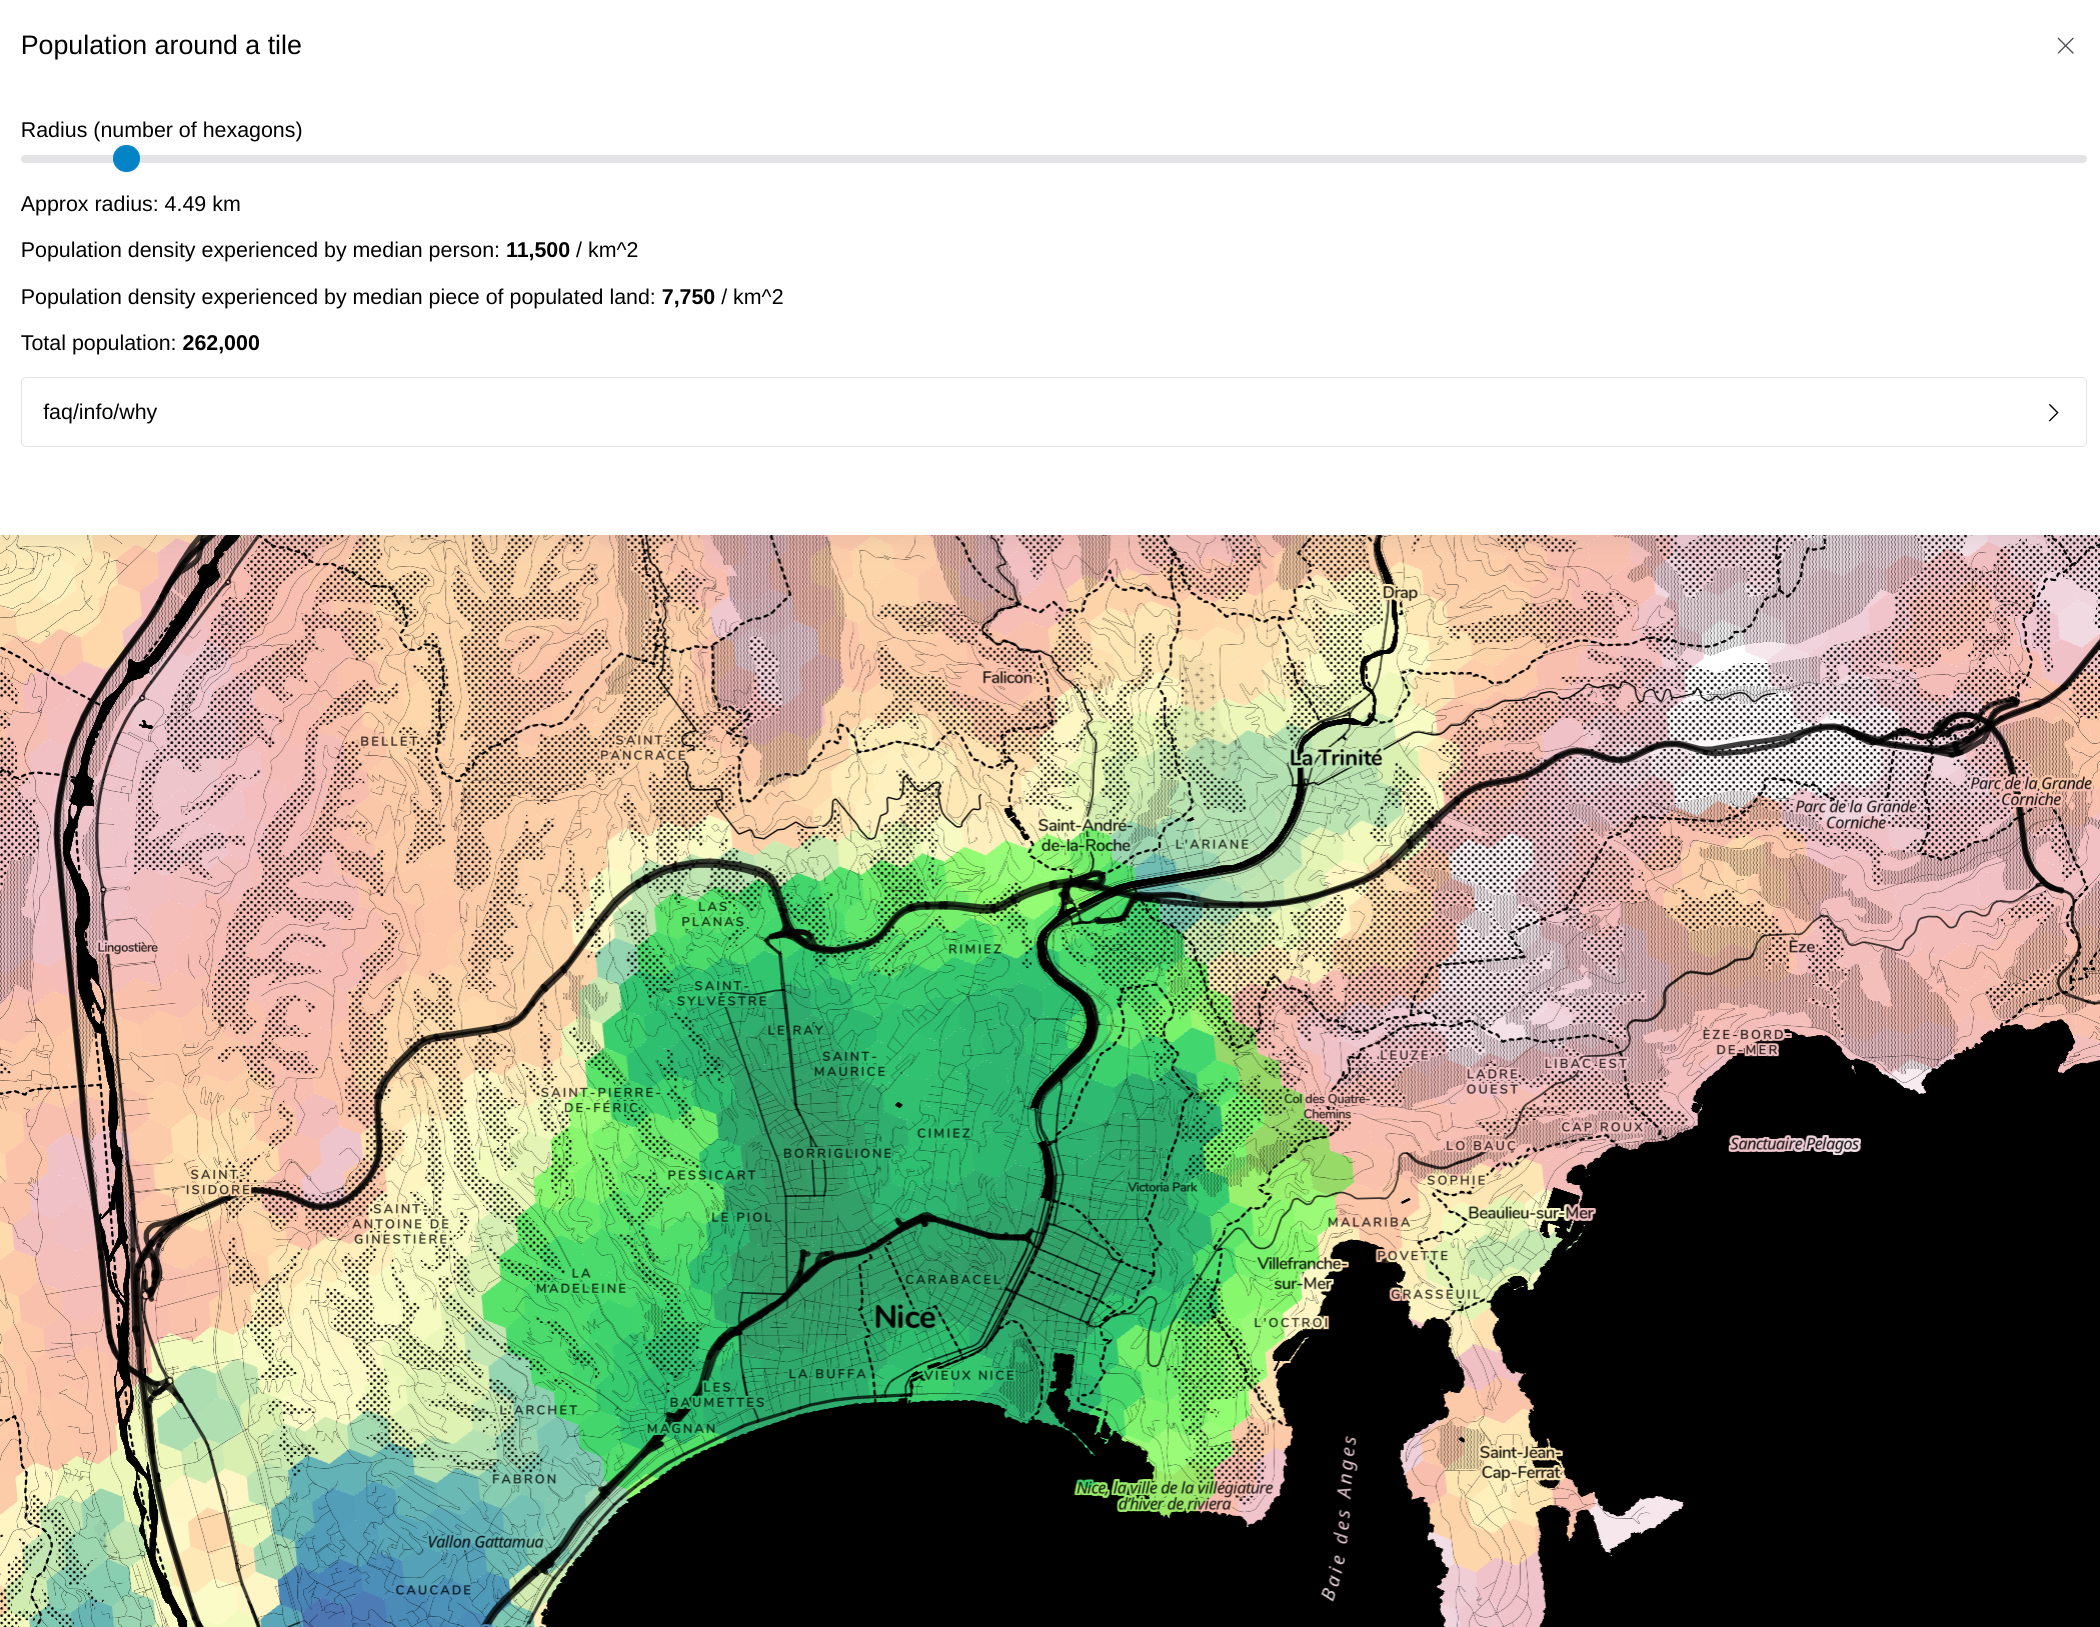 Population around a tile
Radius (number of hexagons)
Approx radius: 4.49 km
Population density experienced by median person: 11,500 / km^2
Population density experienced by median piece of populated land: 7,750 / km^2
Total population: 262,000
faq/info/why
Drap
Falicon
BELLET
SAINT-
PANCRACE
La Trinité
Parc de la Grande
Corniche
Parc de la Grande
Corniche
Saint-André-
de-la-Roche
L'ARIANE
LAS
PLANAS
Lingostière
RIMIEZ
Èze
SAINT-
SYLVESTRE
LE RAY
SAINT-
MAURICE
ÈZE-BORD-
DE-MER
LEUZE
LIBAC EST
LADRE
OUEST
SAINT-PIERRE-
DE-FÉRIC
Col des Quatre-
Chemins
CAP ROUX
CIMIEZ
LO BAUC
Sanctuaire Pelagos
BORRIGLIONE
PESSICART
SAINT-
ISIDORE
Victoria Park
SOPHIE
SAINT-
ANTOINE DE
GINESTIÈRE
LE PIOL
MALARIBA
Beaulieu-sur-Mer
POVETTE
Villefranche-
sur-Mer
LA
MADELEINE
CARABACEL
GRASSEUIL
Nice
L'OCTROI
LA BUFFA
VIEUX NICE
LES
BAUMETTES
L'ARCHET
MAGNAN
Saint-Jean-
Cap-Ferrat
FABRON
Nice, la ville de la villégiature
d'hiver de riviera
Baie des Anges
Vallon Gattamua
CAUCADE